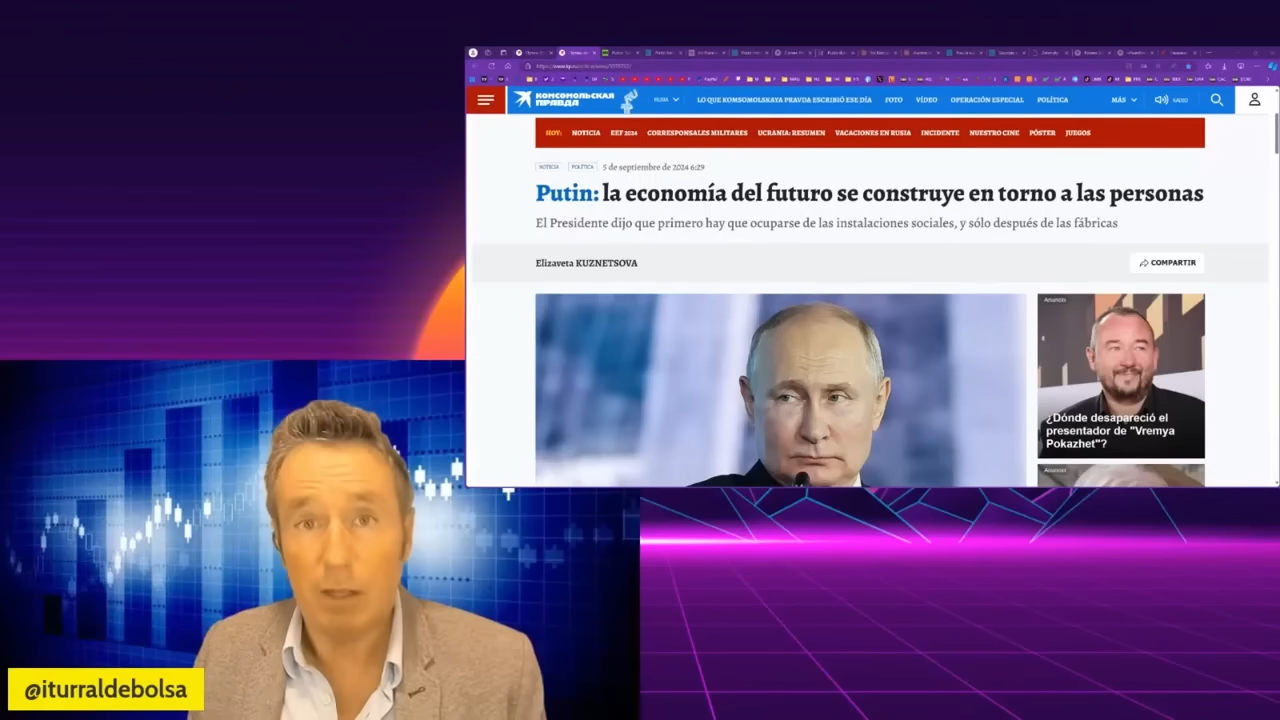 КОМСОМОЛЬСКАЯ
ПРАВДА
LO QUE KOMSOMOLSKAYA PRAVDA ESCRIBIÓ ESE DÍA
FOTO
VÍDEO
OPERACIÓN ESPECIAL
POLÍTICA
MÁS
RADIO
HOY:
NOTICIA
EEF 2024
CORRESPONSALES MILITARES
UCRANIA: RESUMEN
VACACIONES EN RUSIA
INCIDENTE
NUESTRO CINE
PÓSTER
JUEGOS
NOTICIA
POLÍTICA
5 de septiembre de 2024 6:29
Putin: la economía del futuro se construye en torno a las personas
El Presidente dijo que primero hay que ocuparse de las instalaciones sociales, y sólo después de las fábricas
Elizaveta KUZNETSOVA
COMPARTIR
Anuncio
¿Dónde desapareció el
presentador de "Vremya
Pokazhet"?
Anuncio
@iturraldebolsa